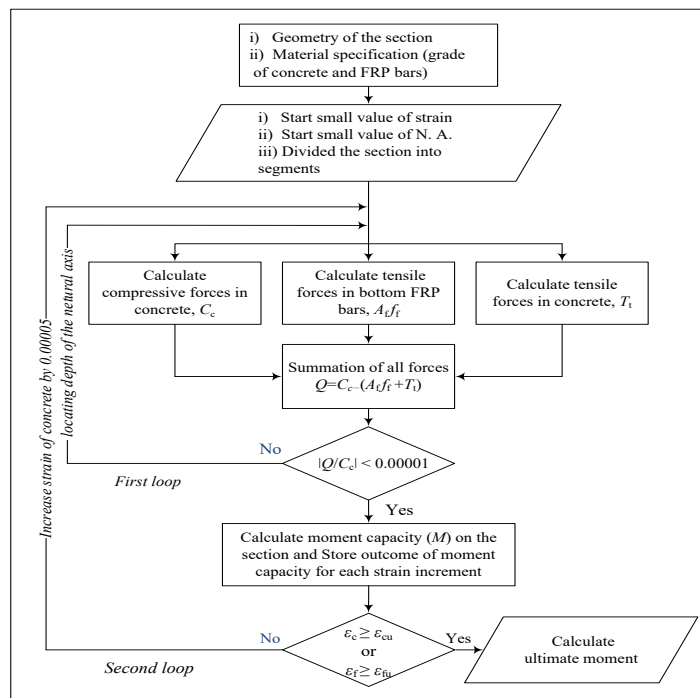 i) Geometry of the section
ii) Material specification (grade
of concrete and FRP bars)
i) Start small value of strain
ii) Start small value of N. A.
iii) Divided the section into
segments
Increase strain of concrete by 0.00005
locating depth of the netural axis
Calculate
compressive forces in
concrete, Cc
Calculate tensile
forces in bottom FRP
bars, Afff
Calculate tensile
forces in concrete, Tt
Summation of all forces
Q=Cc−(Afff+Tt)
No
|Q/Cc| < 0.00001
First loop
Yes
Calculate moment capacity (M) on the
section and Store outcome of moment
capacity for each strain increment
No
εc ≥ εcu
or
εf ≥ εfu
Yes
Second loop
Calculate
ultimate moment